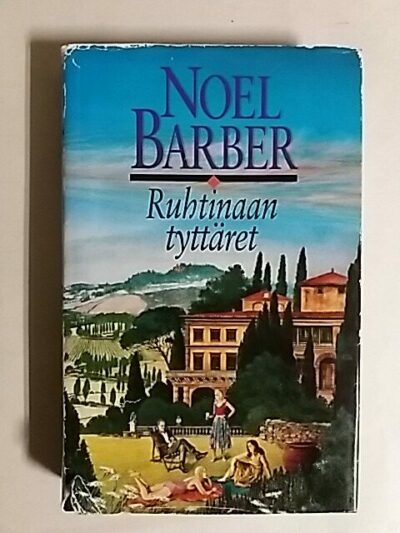 NOEL
BARBER
Ruhtinaan
tyttäret